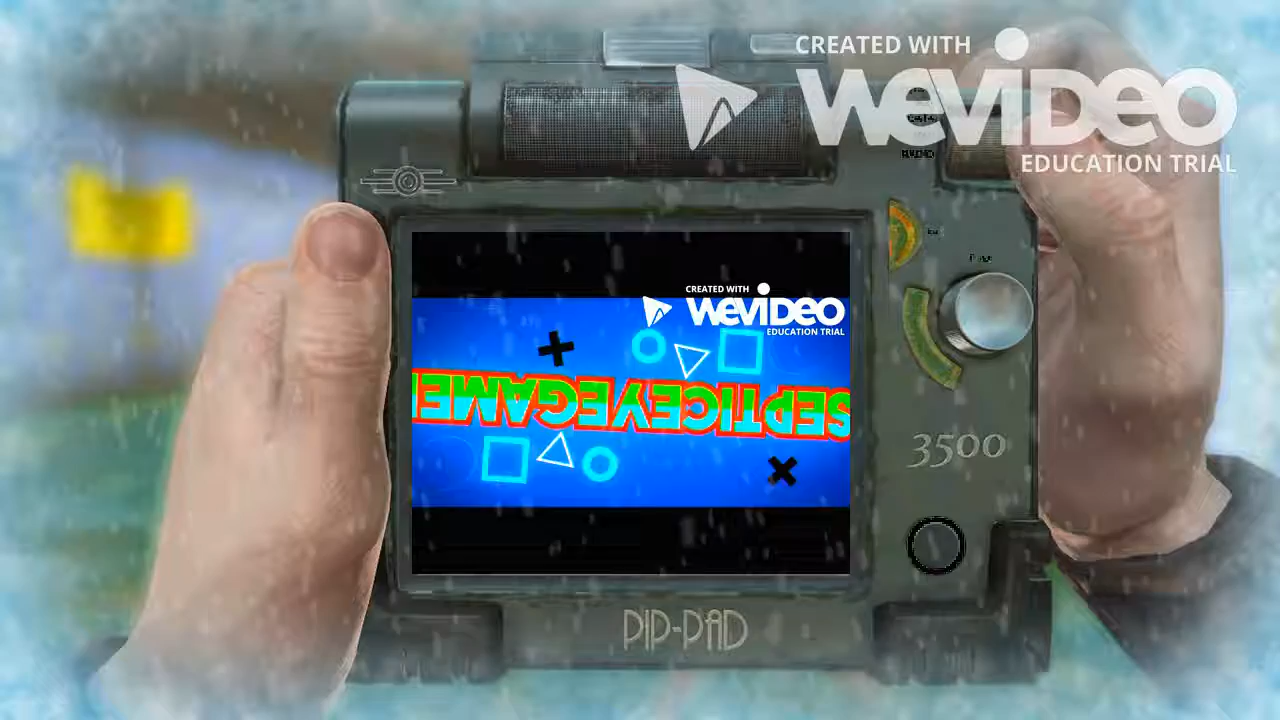 CREATED WITH
WEVIDEO
EDUCATION TRIAL
CREATED WITH
WEVIDEO
EDUCATION TRIAL
SEPTICEYEGAME
3500
PIP-PAD